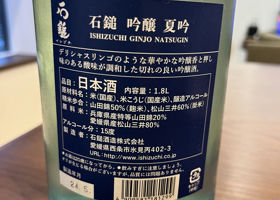 石鎚
石鎚 吟醸 夏吟
ISHIZUCHI GINJO NATSUGIN
デリシャスリンゴのような華やかな吟醸香と押し
味のある酸味が調和した切れの良い吟醸酒。
日本酒 内容量:1.8L
原材料名:米(国産)、米こうじ(国産米)、醸造アルコール
精米歩合:山田錦50%(麹米)、松山三井60%(掛米)
兵庫県産特等山田錦20%
愛媛県産松山三井80%
アルコール分:15度
製造者:石鎚酒造株式会社
愛媛県西条市氷見丙402-3
URL:http://www.ishizuchi.co.jp
製造年月
24.5